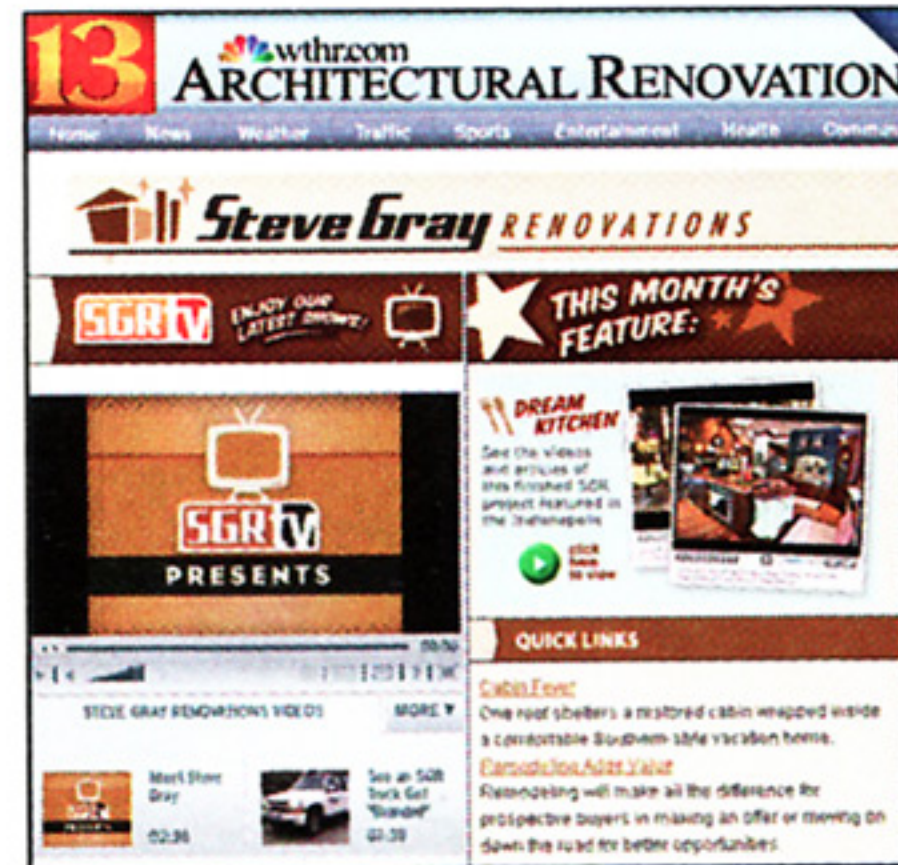 13
wthr.com
ARCHITECTURAL RENOVATION
Home News Weather Traffic Sports Entertainment Health Commun
Steve Gray RENOVATIONS
SGRtv ENJOY OUR
LATEST SHOWS!
THIS MONTH'S
FEATURE:
SGRtv
PRESENTS
STEVE GRAY RENOVATIONS VIDEOS MORE
Meet Steve
Gray
02:36
See an SGR
Truck Get
"Branded"
DREAM
KITCHEN
See the videos
and articles of
this finished SGR
project featured in
the Indianapolis
click
here
to view
QUICK LINKS
Cabin Fever
One roof shelters a restored cabin wrapped inside
a comfortable Southern-style vacation home.
Remodeling Adds Value
Remodeling will make all the difference for
prospective buyers in making an offer or moving on
down the road for better opportunities